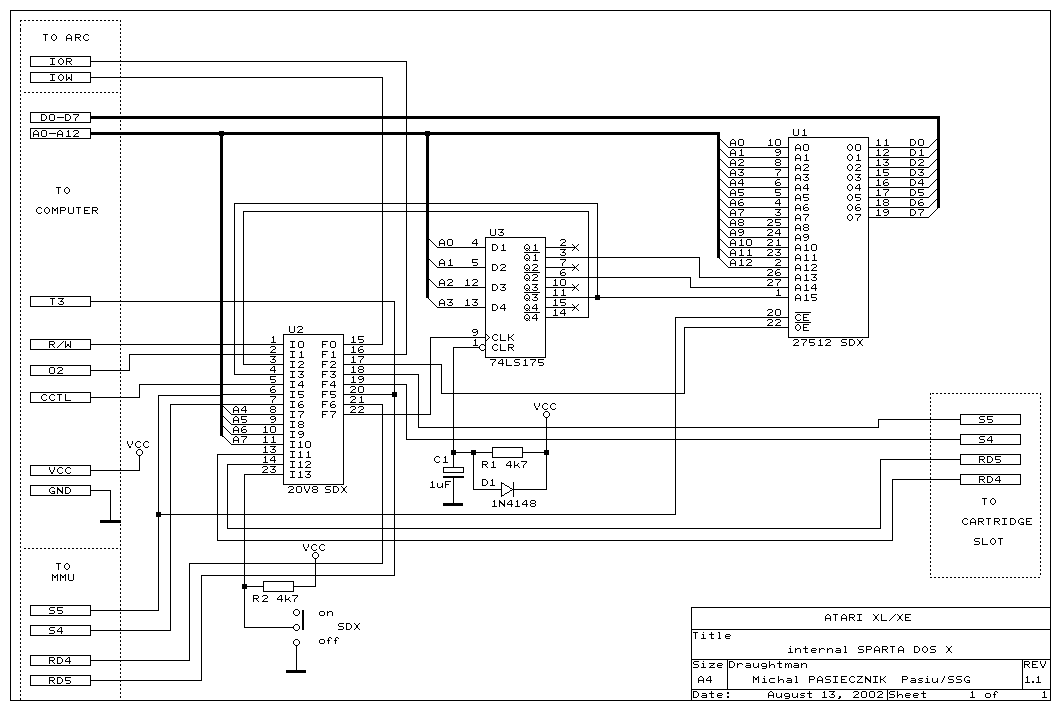 TO ARC
IOR
IOW
D0-D7
A0-A12
TO
COMPUTER
T3
R/W
O2
CCTL
VCC
VCC
GND
TO
MMU
S5
S4
RD4
RD5
U2
1 I0 F0 15
2 I1 F1 16
3 I2 F2 17
4 I3 F3 18
5 I4 F4 19
6 I5 F5 20
7 I6 F6 21
A4 8 I7 F7 22
A5 9 I8
A6 10 I9
A7 11 I10
13 I11
14 I12
23 I13
20V8 SDX
VCC
R2 4k7
on
SDX
off
U3
A0 4 D1 Q1 2
Q1 3
A1 5 D2 Q2 7
Q2 6
A2 12 D3 Q3 10
Q3 11
A3 13 D4 Q4 15
Q4 14
9 CLK
1 CLR
74LS175
VCC
C1
1uF
R1 4k7
D1
1N4148
U1
A0 10 A0 O0 11 D0
A1 9 A1 O1 12 D1
A2 8 A2 O2 13 D2
A3 7 A3 O3 15 D3
A4 6 A4 O4 16 D4
A5 5 A5 O5 17 D5
A6 4 A6 O6 18 D6
A7 3 A7 O7 19 D7
A8 25 A8
A9 24 A9
A10 21 A10
A11 23 A11
A12 2 A12
26 A13
27 A14
1 A15
20 CE
22 OE
27512 SDX
S5
S4
RD5
RD4
TO
CARTRIDGE
SLOT
ATARI XL/XE
Title
internal SPARTA DOS X
Size Draughtman REV
A4 Michal PASIECZNIK Pasiu/SSG 1.1
Date: August 13, 2002 Sheet 1 of 1